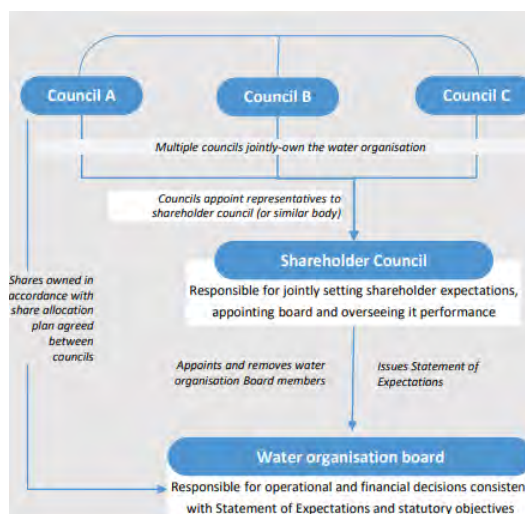 Council A
Council B
Council C
Multiple councils jointly-own the water organisation
Councils appoint representatives to
shareholder council (or similar body)
Shareholder Council
Responsible for jointly setting shareholder expectations,
appointing board and overseeing it performance
Shares owned in
accordance with
share allocation
plan agreed
between
councils
Appoints and removes water
organisation Board members
Issues Statement of
Expectations
Water organisation board
Responsible for operational and financial decisions consisten
with Statement of Expectations and statutory objectives